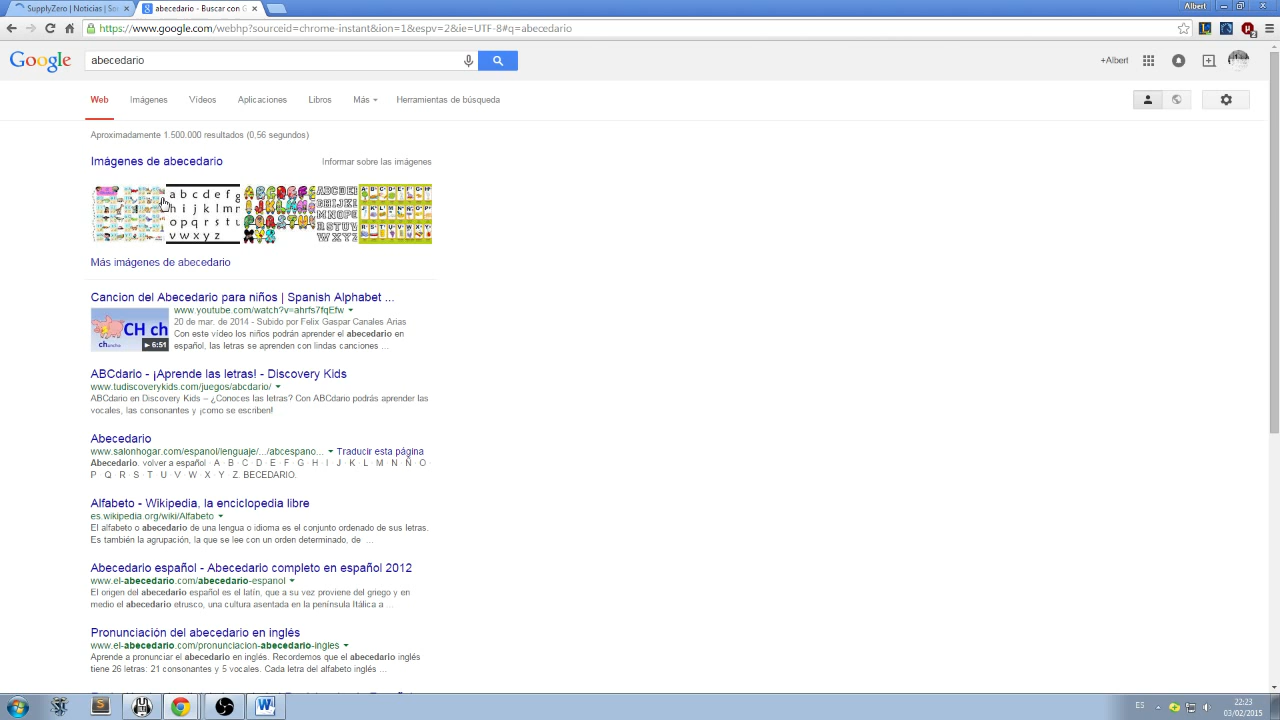 SupplyZero | Noticias | So
abecedario - Buscar con G
Albert
https://www.google.com/webhp?sourceid=chrome-instant&ion=1&espv=2&ie=UTF-8#q=abecedario
Google
abecedario
+Albert
Web Imágenes Vídeos Aplicaciones Libros Más Herramientas de búsqueda
Aproximadamente 1.500.000 resultados (0,56 segundos)
Imágenes de abecedario
Informar sobre las imágenes
a b c d e f g
h i j k l m r
o p q r s t u
v w x y z
Más imágenes de abecedario
Cancion del Abecedario para niños | Spanish Alphabet ...
www.youtube.com/watch?v=ahrfs7fqEfw
CH ch
chancha
6:51
20 de mar. de 2014 - Subido por Felix Gaspar Canales Arias
Con este vídeo los niños podrán aprender el abecedario en
español, las letras se aprenden con lindas canciones ...
ABCdario - ¡Aprende las letras! - Discovery Kids
www.tudiscoverykids.com/juegos/abcdario/
ABCdario en Discovery Kids – ¿Conoces las letras? Con ABCdario podrás aprender las
vocales, las consonantes y ¡como se escriben!
Abecedario
www.salonhogar.com/espanol/lenguaje/.../abcespano... Traducir esta página
Abecedario. volver a español · A · B · C · D · E · F · G · H · I · J · K · L · M · N · Ñ · O ·
P · Q · R · S · T · U · V · W · X · Y · Z. BECEDARIO.
Alfabeto - Wikipedia, la enciclopedia libre
es.wikipedia.org/wiki/Alfabeto
El alfabeto o abecedario de una lengua o idioma es el conjunto ordenado de sus letras.
Es también la agrupación, la que se lee con un orden determinado, de ...
Abecedario español - Abecedario completo en español 2012
www.el-abecedario.com/abecedario-espanol
El origen del abecedario español es el latín, que a su vez proviene del griego y en
medio el abecedario etrusco, una cultura asentada en la península Itálica a ...
Pronunciación del abecedario en inglés
www.el-abecedario.com/pronunciacion-abecedario-ingles
Aprende a pronunciar el abecedario en inglés. Recordemos que el abecedario inglés
tiene 26 letras: 21 consonantes y 5 vocales. Cada letra del alfabeto inglés ...
ES
22:23
03/02/2015